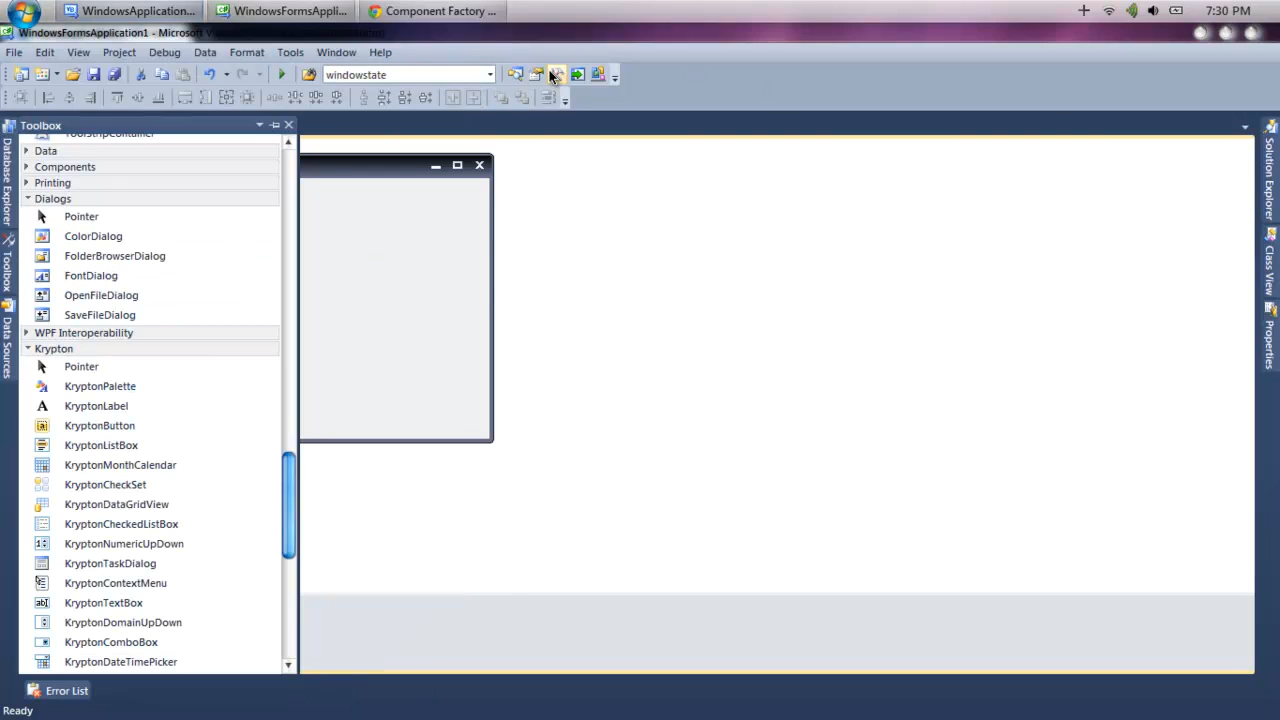 WindowsApplication...
WindowsFormsAppli...
Component Factory ...
7:30 PM
WindowsFormsApplication1 - Microsoft
File Edit View Project Debug Data Format Tools Window Help
windowstate
Toolbox
Data
Components
Printing
Dialogs
Pointer
ColorDialog
FolderBrowserDialog
FontDialog
OpenFileDialog
SaveFileDialog
WPF Interoperability
Krypton
Pointer
KryptonPalette
KryptonLabel
KryptonButton
KryptonListBox
KryptonMonthCalendar
KryptonCheckSet
KryptonDataGridView
KryptonCheckedListBox
KryptonNumericUpDown
KryptonTaskDialog
KryptonContextMenu
KryptonTextBox
KryptonDomainUpDown
KryptonComboBox
KryptonDateTimePicker
Database Explorer
Toolbox
Data Sources
Solution Explorer
Class View
Properties
Error List
Ready